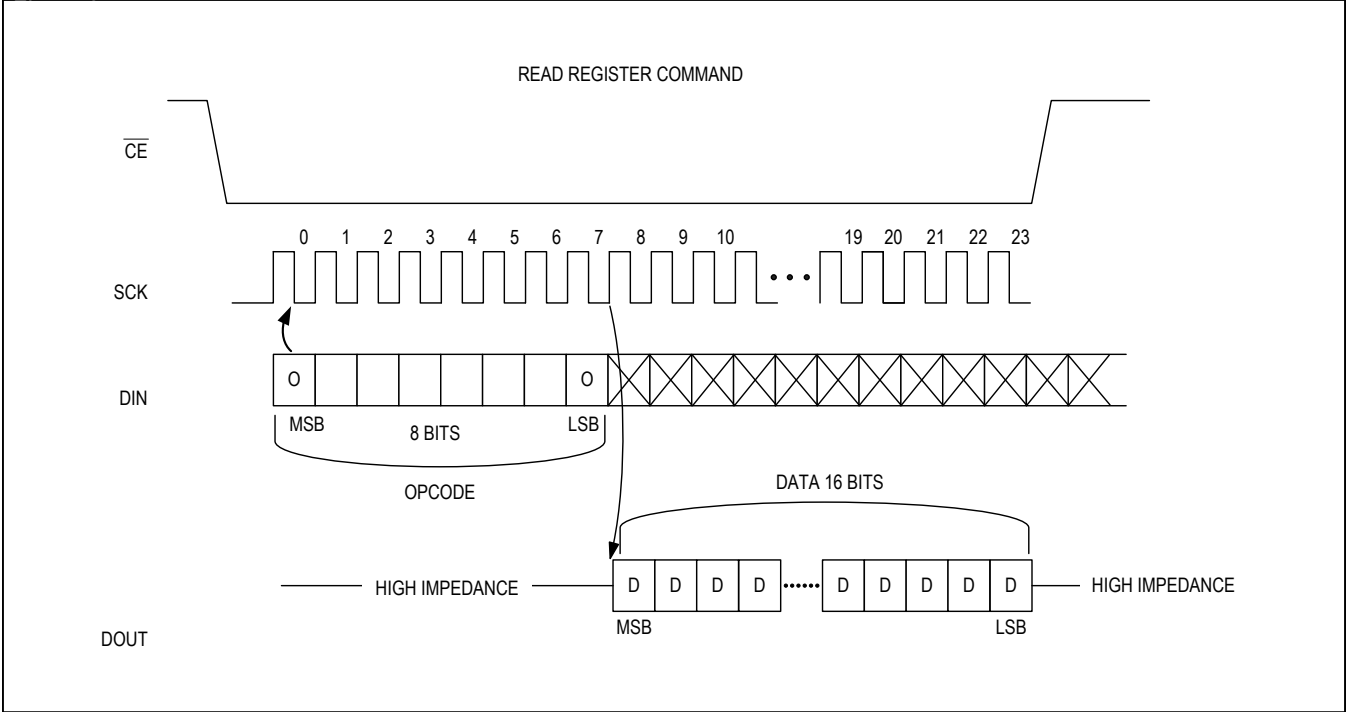 READ REGISTER COMMAND
CE
0 1 2 3 4 5 6 7 8 9 10 19 20 21 22 23
SCK
O O
DIN
MSB 8 BITS LSB
OPCODE
DATA 16 BITS
HIGH IMPEDANCE D D D D D D D D D HIGH IMPEDANCE
MSB LSB
DOUT